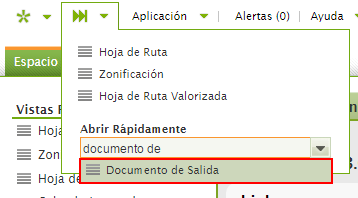 Aplicación
Alertas (0)
Ayuda
Espacio
Hoja de Ruta
Zonificación
Hoja de Ruta Valorizada
Vistas
Abrir Rápidamente
documento de
Documento de Salida
Hoja
Zoni
Hoja de